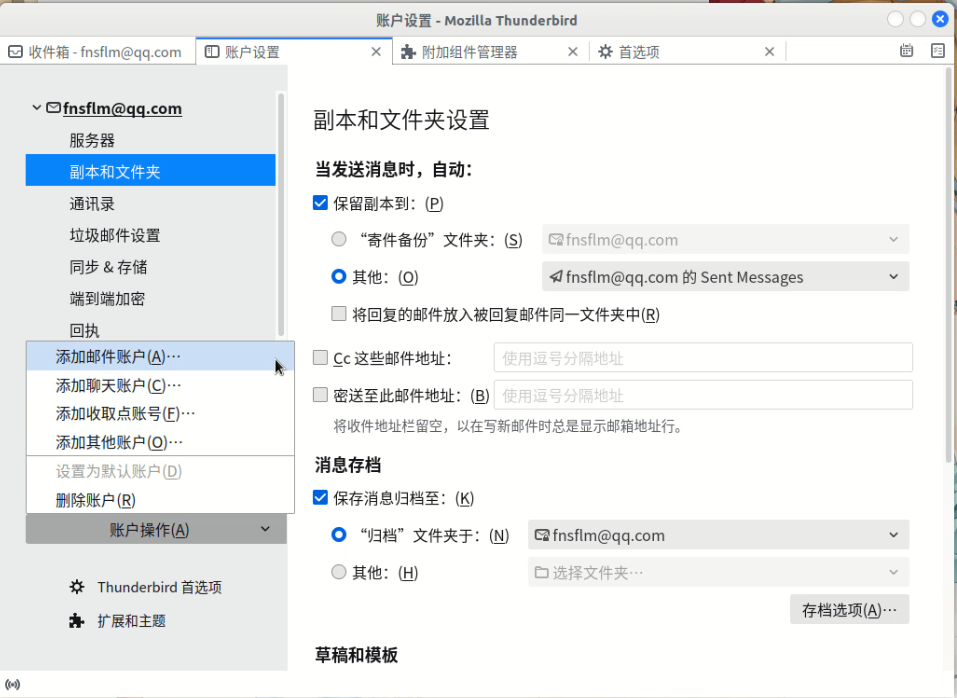 账户设置 - Mozilla Thunderbird
收件箱 - fnsflm@qq.com
账户设置
附加组件管理器
首选项
fnsflm@qq.com
服务器
副本和文件夹
通讯录
垃圾邮件设置
同步 & 存储
端到端加密
回执
添加邮件账户(A)…
添加聊天账户(C)…
添加收取点账号(F)…
添加其他账户(O)…
设置为默认账户(D)
删除账户(R)
账户操作(A)
Thunderbird 首选项
扩展和主题
副本和文件夹设置
当发送消息时，自动：
保留副本到：(P)
“寄件备份”文件夹：(S) fnsflm@qq.com
其他：(O) fnsflm@qq.com 的 Sent Messages
将回复的邮件放入被回复邮件同一文件夹中(R)
Cc 这些邮件地址： 使用逗号分隔地址
密送至此邮件地址：(B) 使用逗号分隔地址
将收件地址栏留空，以在写新邮件时总是显示邮箱地址行。
消息存档
保存消息归档至：(K)
“归档”文件夹于：(N) fnsflm@qq.com
其他：(H) 选择文件夹…
存档选项(A)…
草稿和模板